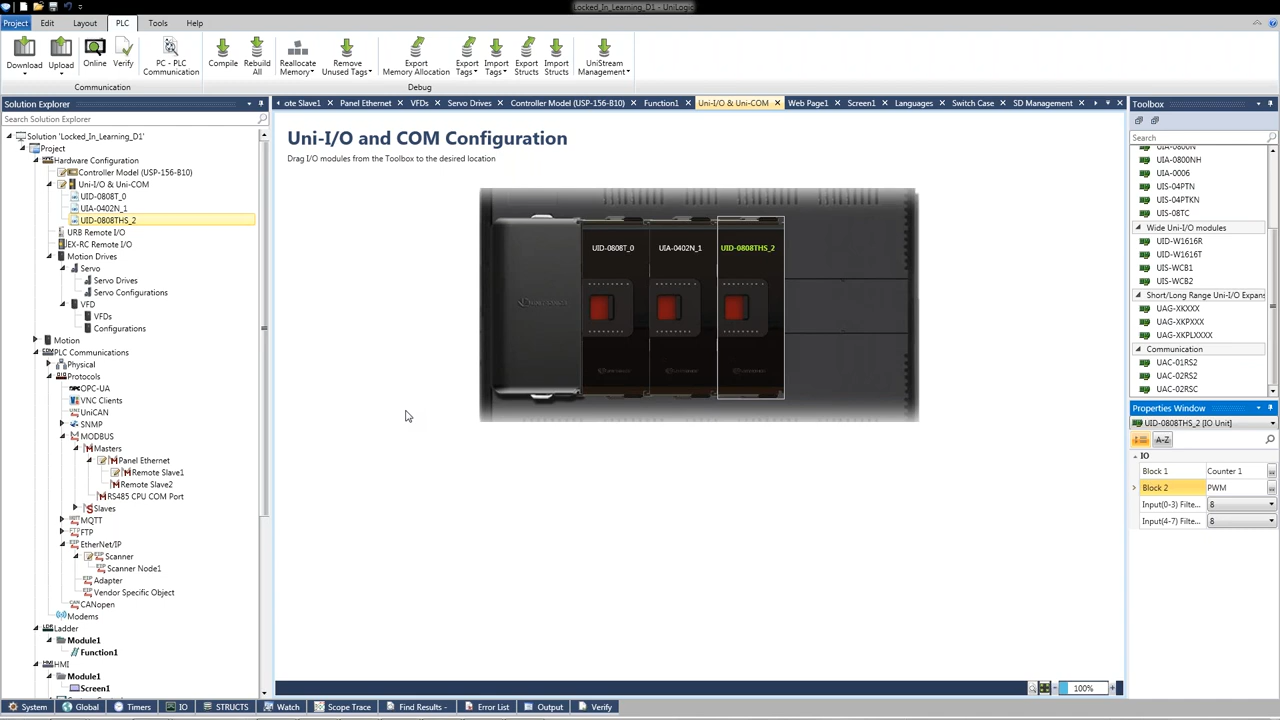 Locked_In_Learning_D1* - UniLogic
Project Edit Layout PLC Tools Help
Download Upload Online Verify PC - PLC Communication Compile Rebuild All Reallocate Memory Remove Unused Tags Export Memory Allocation Export Tags Import Tags Export Structs Import Structs UniStream Management
Communication Debug
Solution Explorer
Search Solution Explorer
Solution 'Locked_In_Learning_D1'
Project
Hardware Configuration
Controller Model (USP-156-B10)
Uni-I/O & Uni-COM
UID-0808T_0
UIA-0402N_1
UID-0808THS_2
URB Remote I/O
EX-RC Remote I/O
Motion Drives
Servo
Servo Drives
Servo Configurations
VFD
VFDs
Configurations
Motion
PLC Communications
Physical
Protocols
OPC-UA
VNC Clients
UniCAN
SNMP
MODBUS
Masters
Panel Ethernet
Remote Slave1
Remote Slave2
RS485 CPU COM Port
Slaves
MQTT
FTP
EtherNet/IP
Scanner
Scanner Node1
Adapter
Vendor Specific Object
CANopen
Modems
Ladder
Module1
Function1
HMI
Module1
Screen1
ote Slave1 Panel Ethernet VFDs Servo Drives Controller Model (USP-156-B10) Function1 Uni-I/O & Uni-COM Web Page1 Screen1 Languages Switch Case SD Management
Uni-I/O and COM Configuration
Drag I/O modules from the Toolbox to the desired location
UID-0808T_0 UIA-0402N_1 UID-0808THS_2
100%
Toolbox
Search
UIA-0800N
UIA-0800NH
UIA-0006
UIS-04PTN
UIS-04PTKN
UIS-08TC
Wide Uni-I/O modules
UID-W1616R
UID-W1616T
UIS-WCB1
UIS-WCB2
Short/Long Range Uni-I/O Expans
UAG-XKXXX
UAG-XKPXXX
UAG-XKPLXXXX
Communication
UAC-01RS2
UAC-02RS2
UAC-02RSC
Properties Window
UID-0808THS_2 [IO Unit]
A-Z
IO
Block 1 Counter 1
Block 2 PWM
Input(0-3) Filte... 8
Input(4-7) Filte... 8
System Global Timers IO STRUCTS Watch Scope Trace Find Results - Error List Output Verify